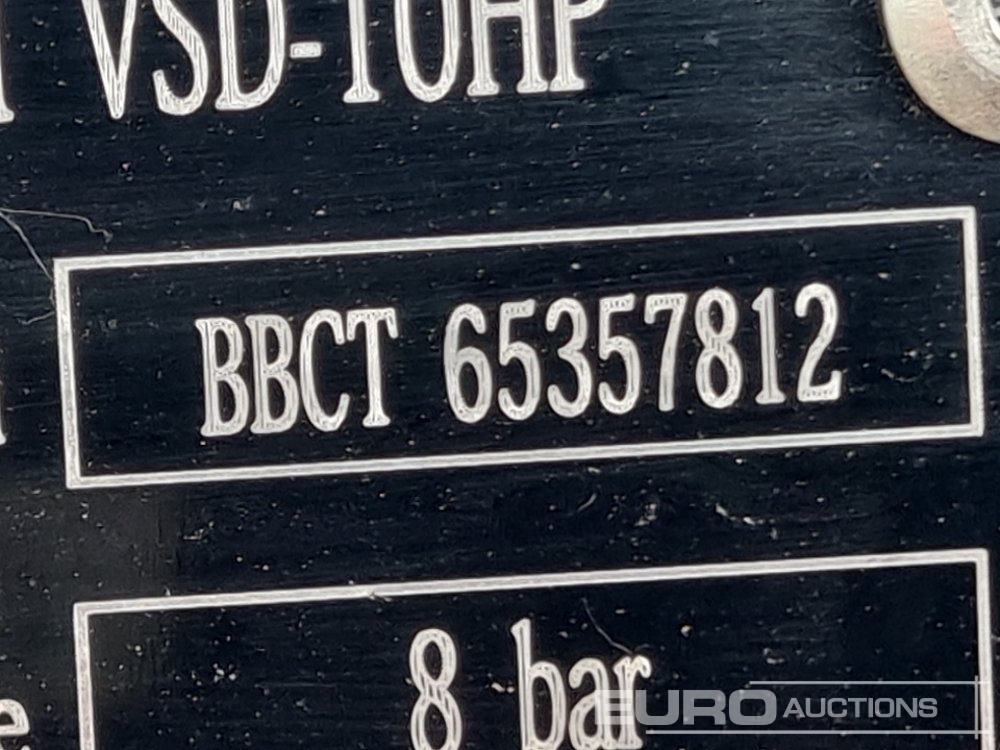 VSD-10HP
BBCT 65357812
8 bar
EURO AUCTIONS